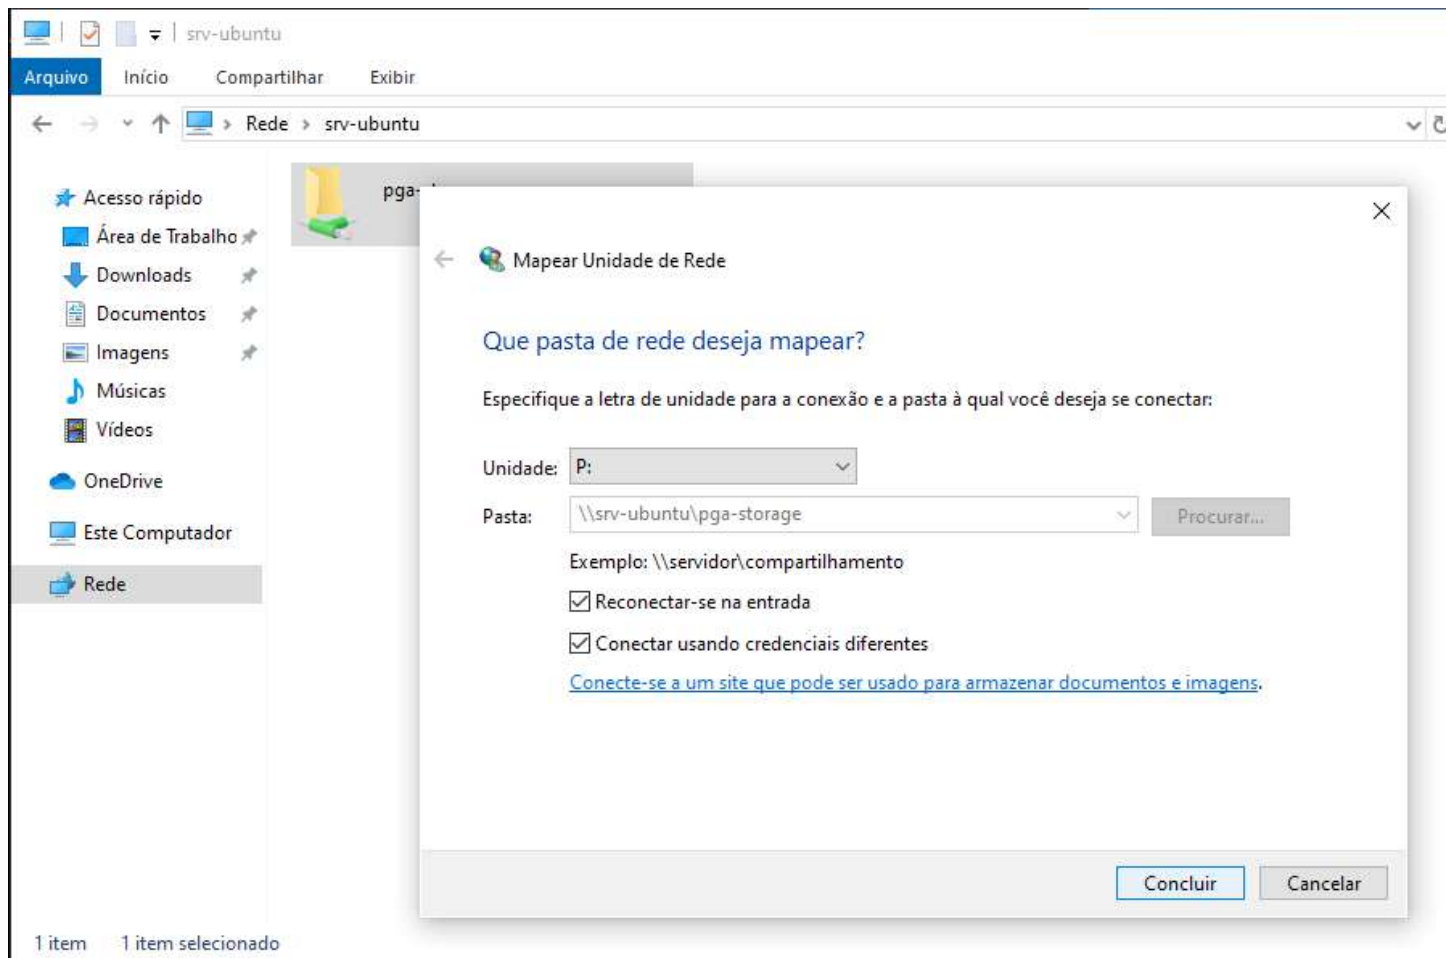 srv-ubuntu
Arquivo Início Compartilhar Exibir
Rede > srv-ubuntu
Acesso rápido
Área de Trabalho
Downloads
Documentos
Imagens
Músicas
Vídeos
OneDrive
Este Computador
Rede
pga-
Mapear Unidade de Rede
Que pasta de rede deseja mapear?
Especifique a letra de unidade para a conexão e a pasta à qual você deseja se conectar:
Unidade: P:
Pasta: \\srv-ubuntu\pga-storage Procurar...
Exemplo: \\servidor\compartilhamento
Reconectar-se na entrada
Conectar usando credenciais diferentes
Conecte-se a um site que pode ser usado para armazenar documentos e imagens.
Concluir Cancelar
1 item 1 item selecionado